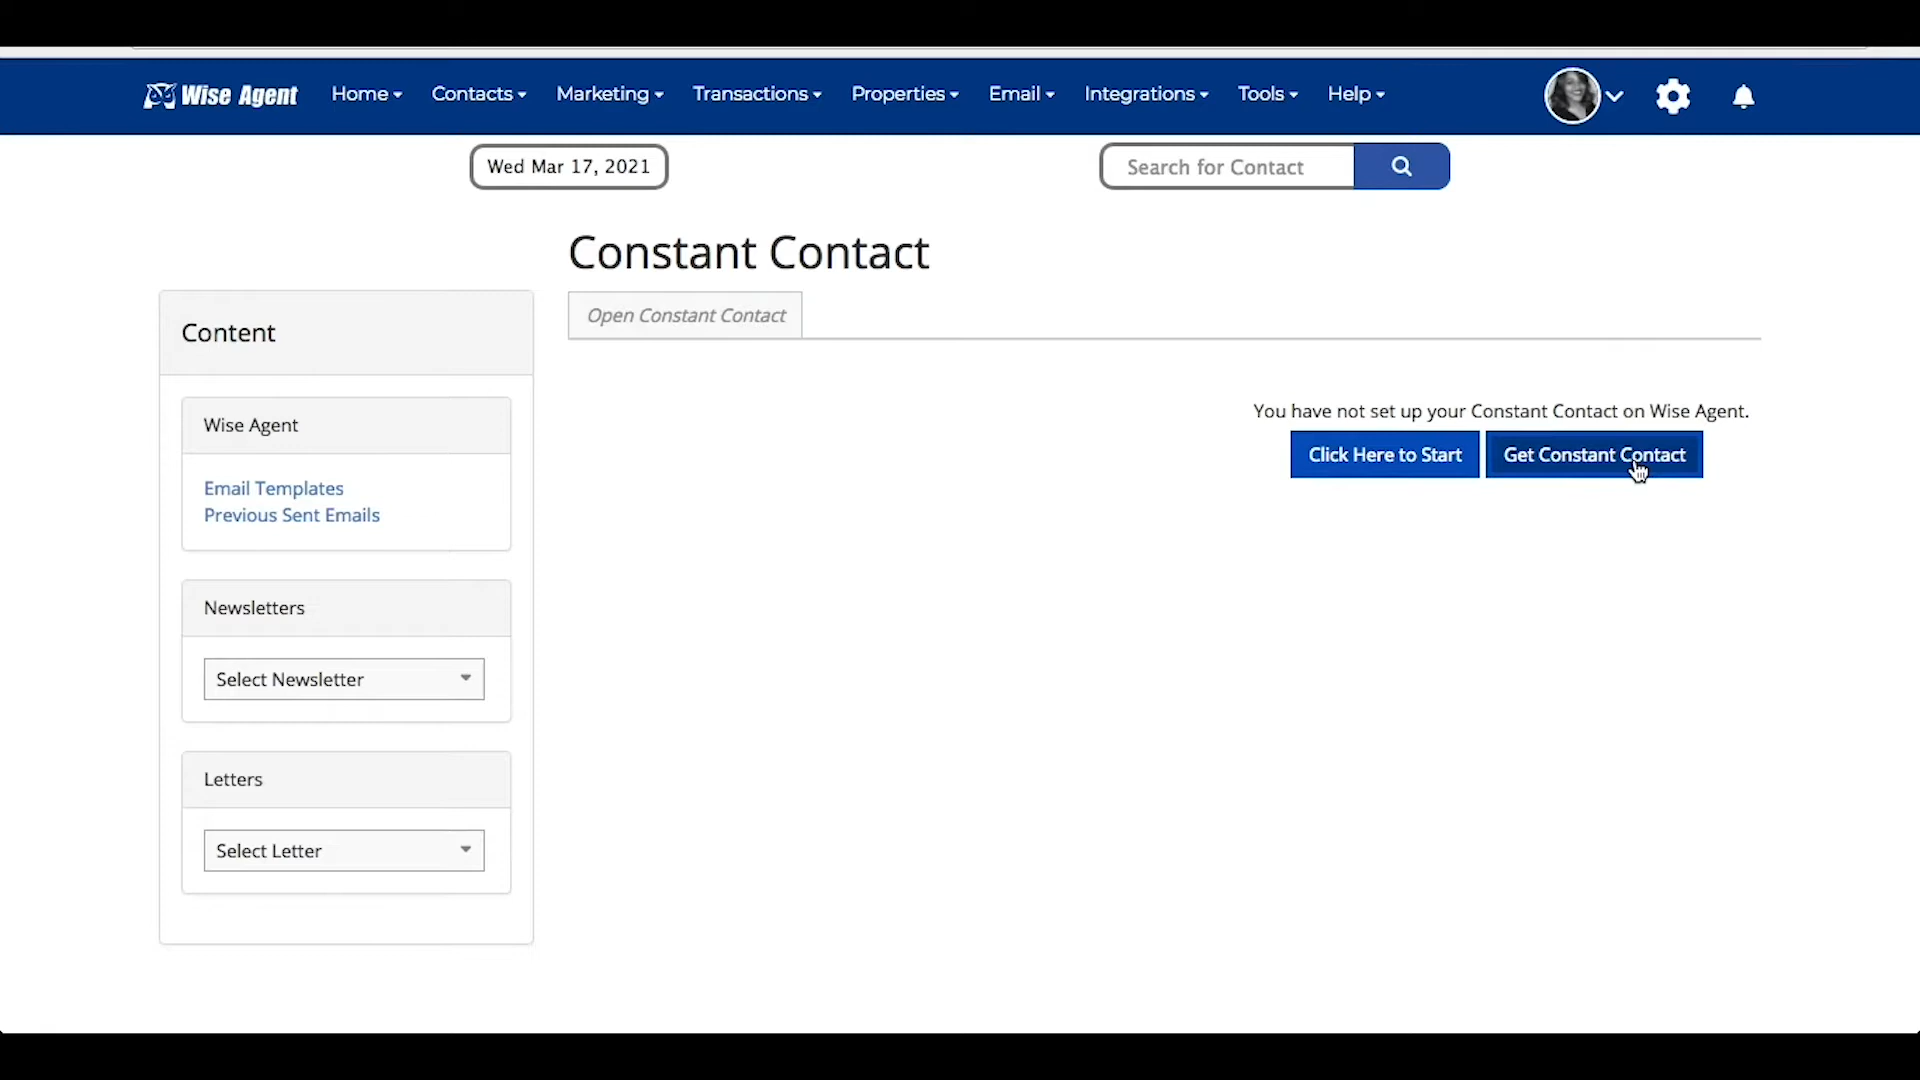 Wise Agent Home Contacts Marketing Transactions Properties Email Integrations Tools Help
Wed Mar 17, 2021
Search for Contact
Constant Contact
Open Constant Contact
Content
Wise Agent
Email Templates
Previous Sent Emails
Newsletters
Select Newsletter
Letters
Select Letter
You have not set up your Constant Contact on Wise Agent.
Click Here to Start Get Constant Contact